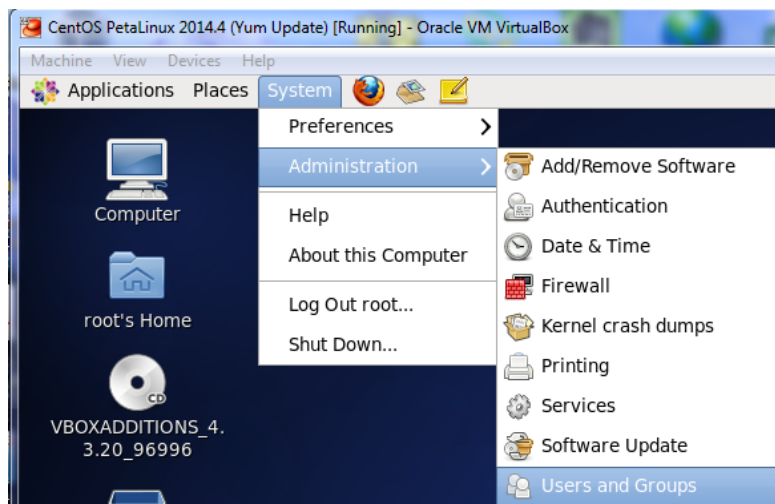 CentOS PetaLinux 2014.4 (Yum Update) [Running] - Oracle VM VirtualBox
Machine View Devices Help
Applications Places System
Preferences
Administration
Help
About this Computer
Log Out root...
Shut Down...
Add/Remove Software
Authentication
Date & Time
Firewall
Kernel crash dumps
Printing
Services
Software Update
Users and Groups
Computer
root's Home
CD
VBOXADDITIONS_4.
3.20_96996